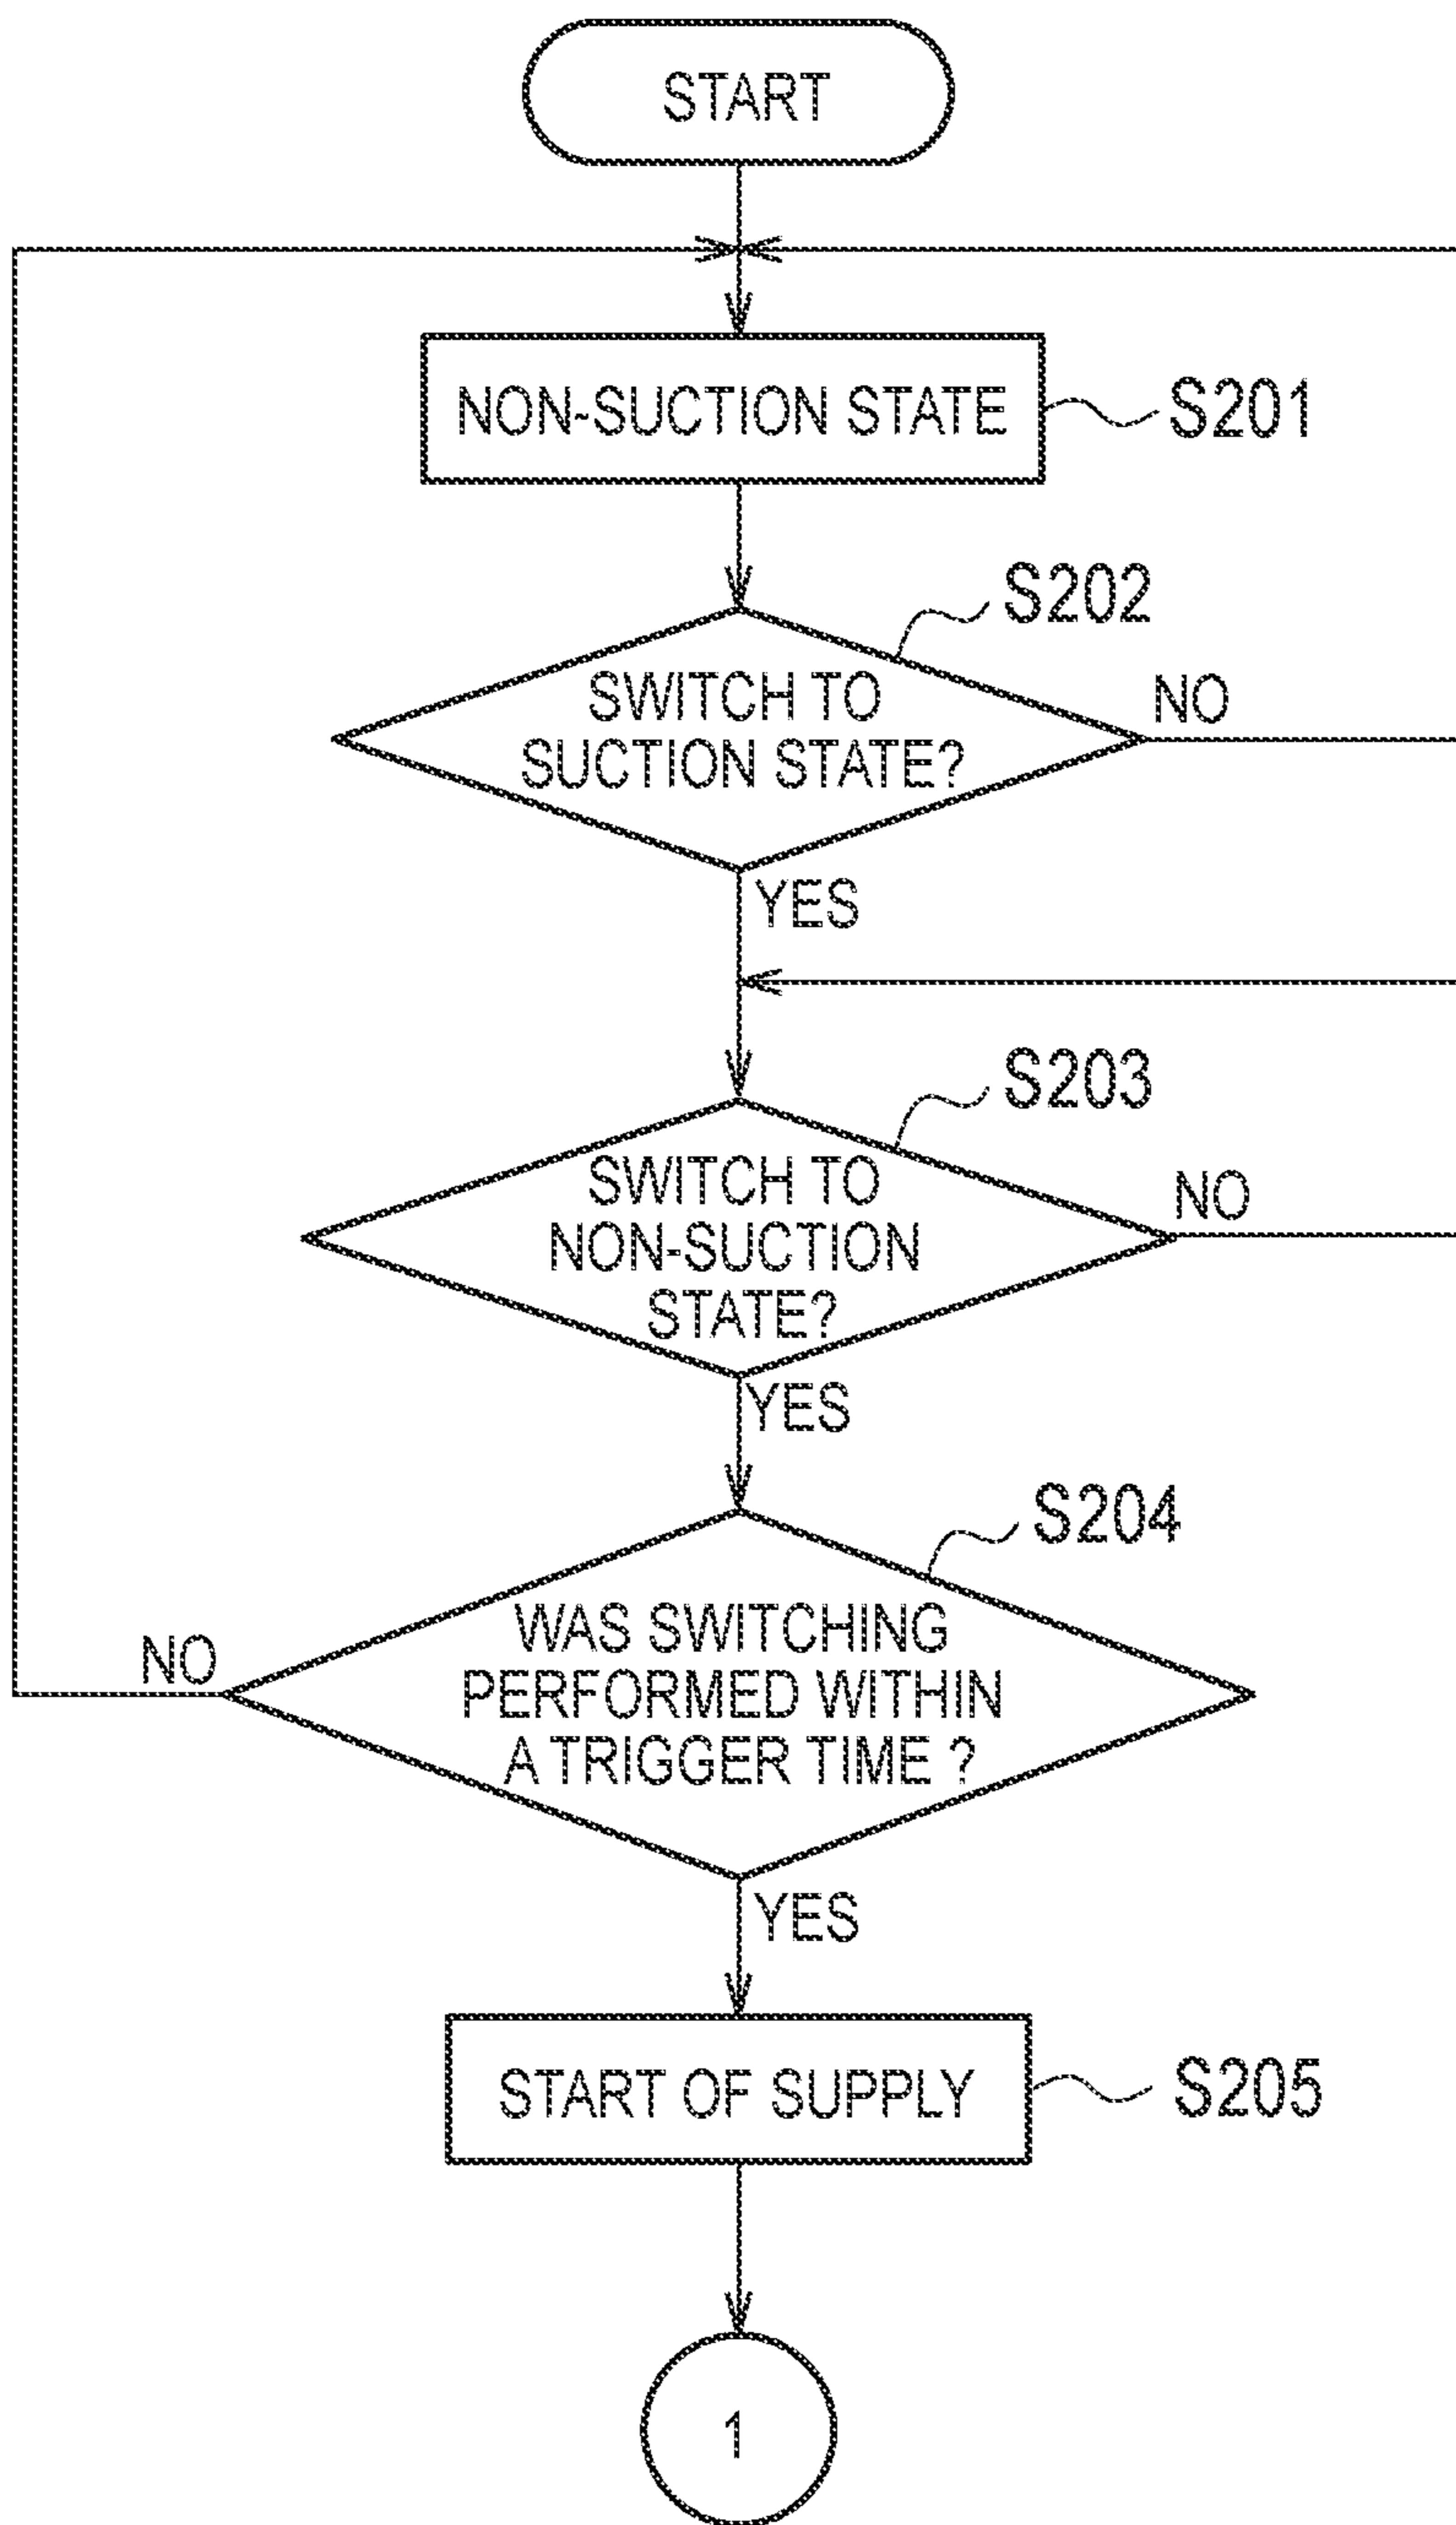 START
NON-SUCTION STATE
S201
S202
SWITCH TO
SUCTION STATE?
NO
YES
S203
SWITCH TO
NON-SUCTION
STATE?
NO
YES
S204
WAS SWITCHING
PERFORMED WITHIN
A TRIGGER TIME ?
NO
YES
START OF SUPPLY
S205
1